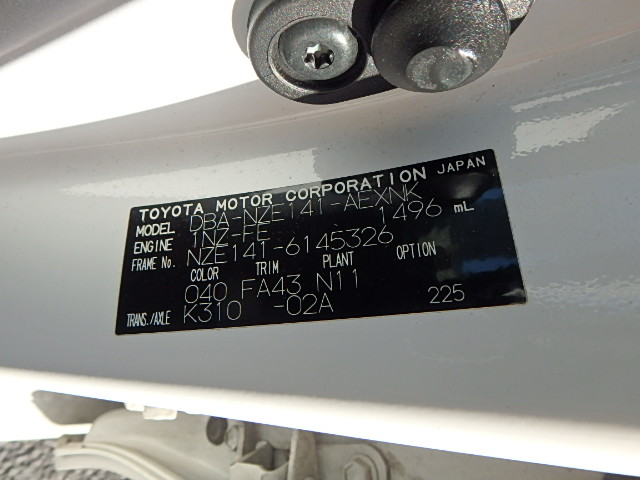 TOYOTA MOTOR CORPORATION JAPAN
MODEL DBA-NZE141-AEXNK
ENGINE 1NZ-FE 1496 mL
FRAME No. NZE141-6145326
COLOR TRIM PLANT OPTION
040 FA43 N11
TRANS./AXLE K310 -02A 225